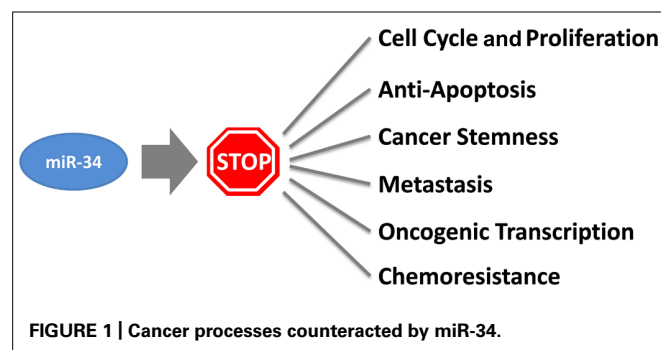 Cell Cycle and Proliferation
Anti-Apoptosis
Cancer Stemness
miR-34
STOP
Metastasis
Oncogenic Transcription
Chemoresistance
FIGURE 1 | Cancer processes counteracted by miR-34.